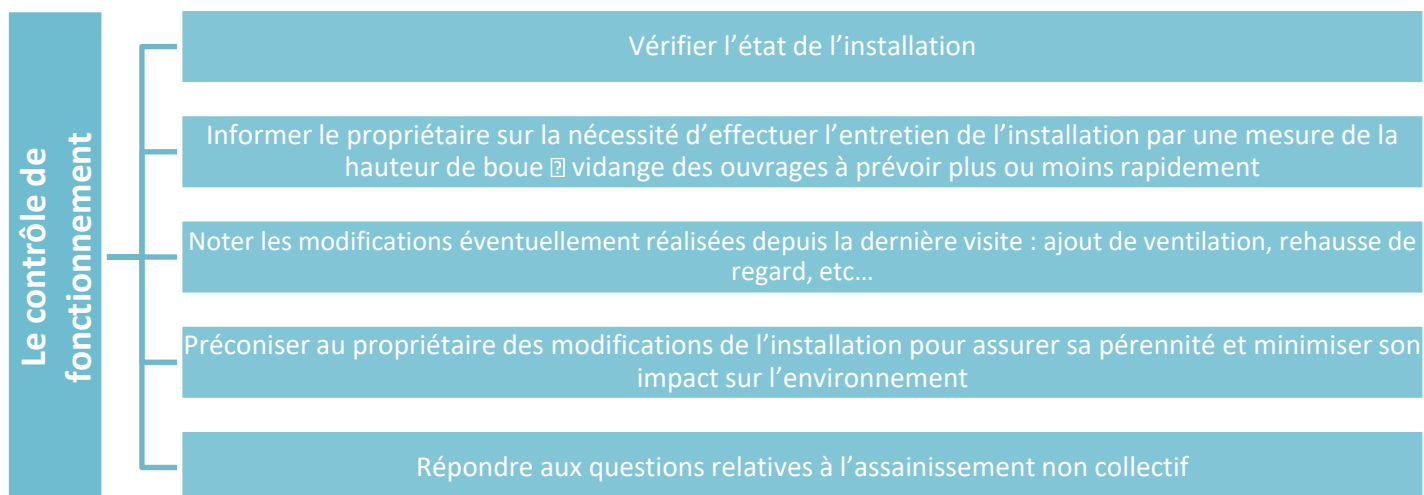 Le contrôle de
fonctionnement
Vérifier l’état de l’installation
Informer le propriétaire sur la nécessité d’effectuer l’entretien de l’installation par une mesure de la
hauteur de boue � vidange des ouvrages à prévoir plus ou moins rapidement
Noter les modifications éventuellement réalisées depuis la dernière visite : ajout de ventilation, rehausse de
regard, etc…
Préconiser au propriétaire des modifications de l’installation pour assurer sa pérennité et minimiser son
impact sur l’environnement
Répondre aux questions relatives à l’assainissement non collectif